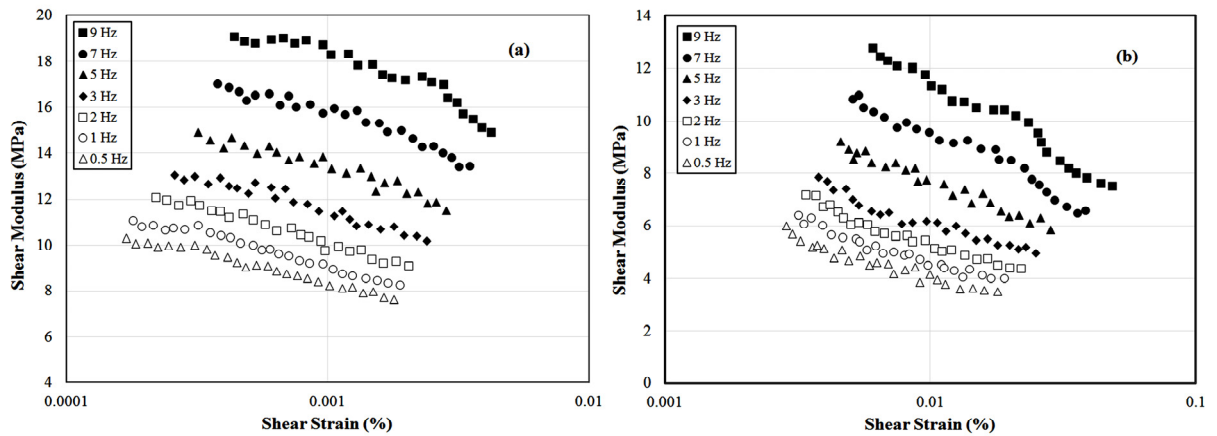 20
18
16
14
12
10
8
6
4
0.0001
0.001
0.01
Shear Modulus (MPa)
Shear Strain (%)
9 Hz
7 Hz
5 Hz
3 Hz
2 Hz
1 Hz
0.5 Hz
(a)
14
12
10
8
6
4
2
0
0.001
0.01
0.1
Shear Modulus (MPa)
Shear Strain (%)
9 Hz
7 Hz
5 Hz
3 Hz
2 Hz
1 Hz
0.5 Hz
(b)